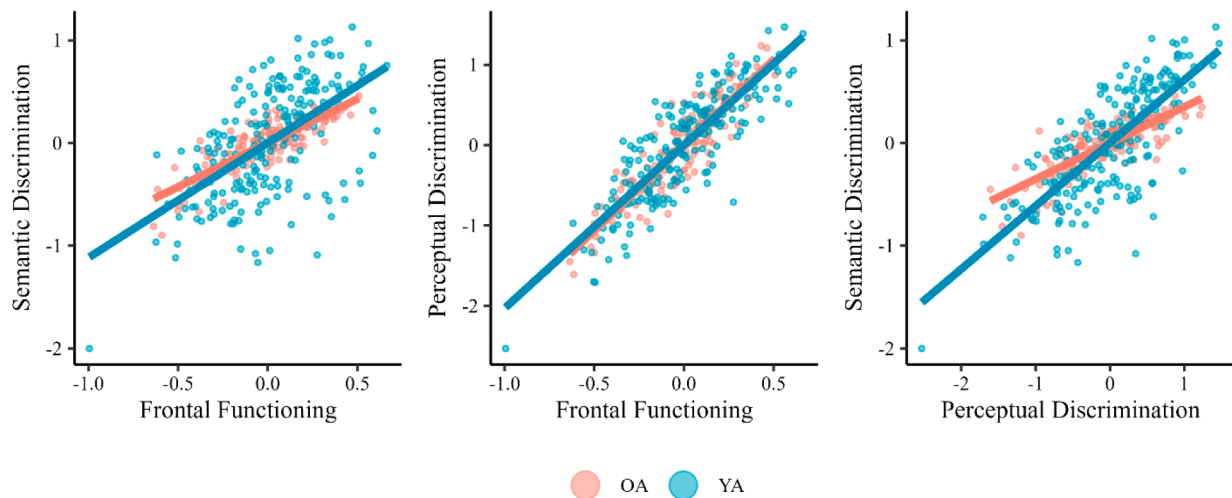 Semantic Discrimination
1
0
-1
-2
-1.0 -0.5 0.0 0.5
Frontal Functioning
Perceptual Discrimination
1
0
-1
-2
-1.0 -0.5 0.0 0.5
Frontal Functioning
Semantic Discrimination
1
0
-1
-2
-2 -1 0 1
Perceptual Discrimination
OA YA